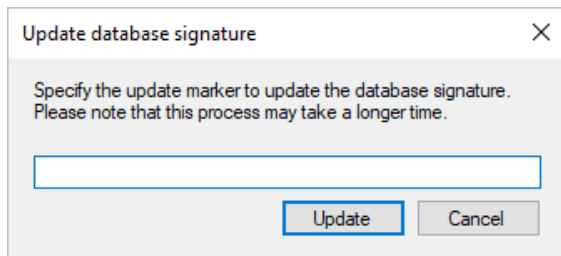 Update database signature
Specify the update marker to update the database signature.
Please note that this process may take a longer time.
Update Cancel